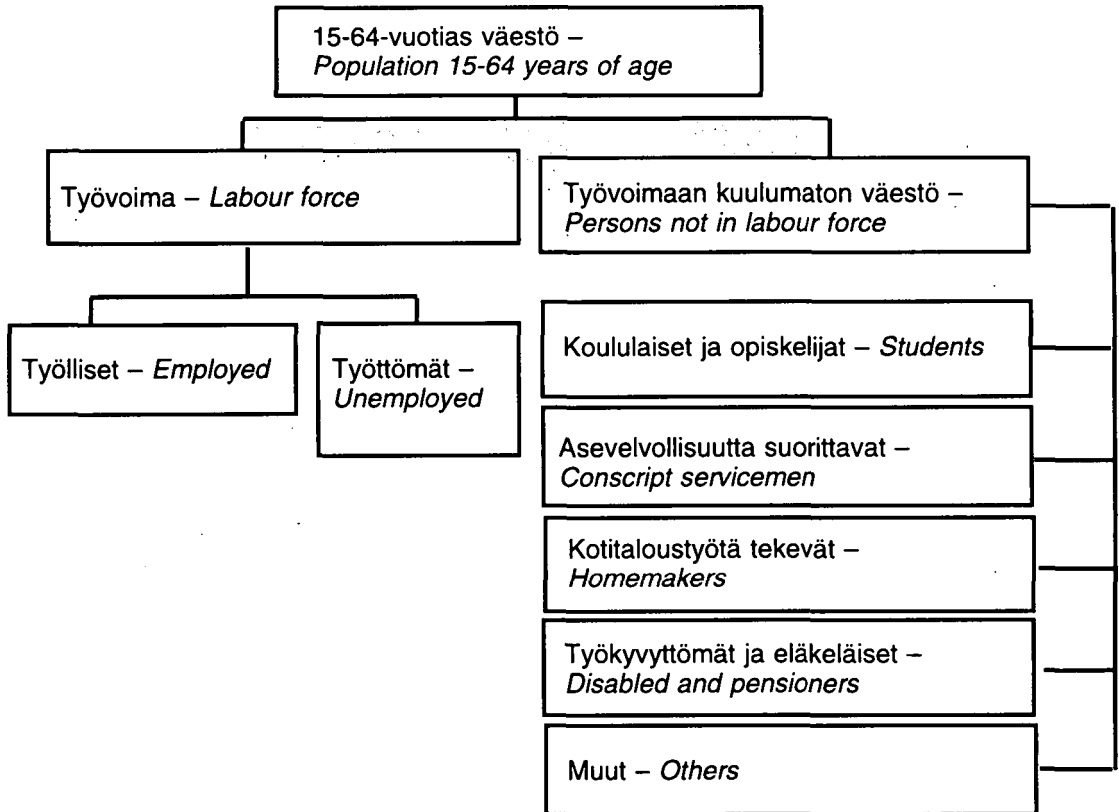 15-64-vuotias väestö –
Population 15-64 years of age
Työvoima – Labour force
Työvoimaan kuulumaton väestö –
Persons not in labour force
Työlliset – Employed
Työttömät –
Unemployed
Koululaiset ja opiskelijat – Students
Asevelvollisuutta suorittavat –
Conscript servicemen
Kotitaloustyötä tekevät –
Homemakers
Työkyvyttömät ja eläkeläiset –
Disabled and pensioners
Muut – Others